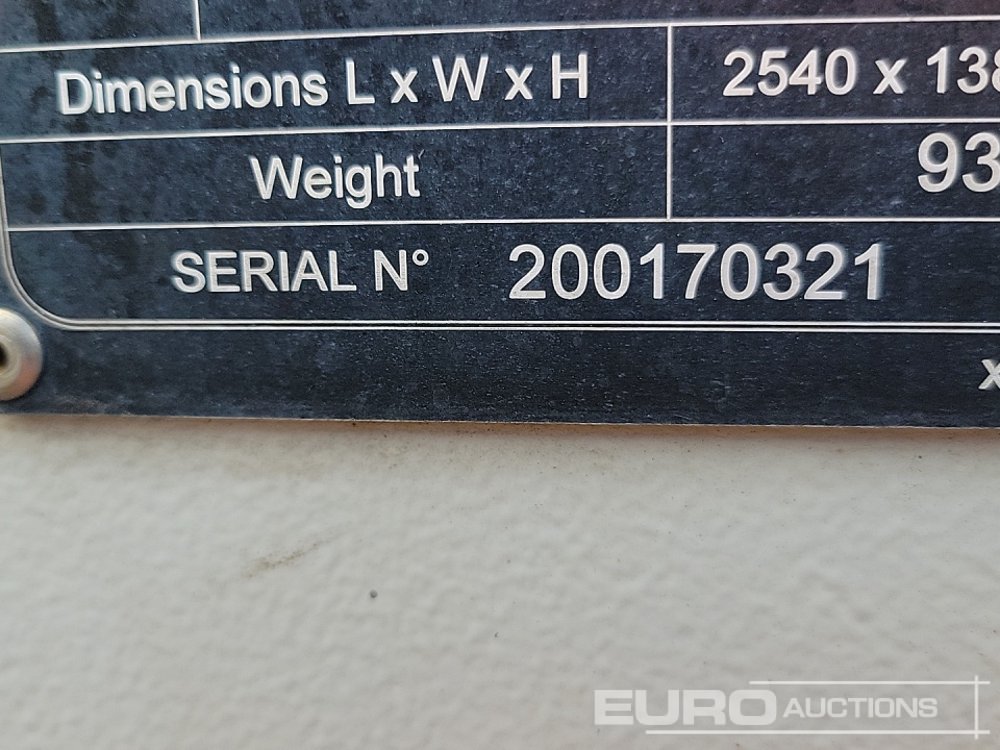 Dimensions L x W x H 2540 x 138
Weight 93
SERIAL N° 200170321
x
EURO AUCTIONS